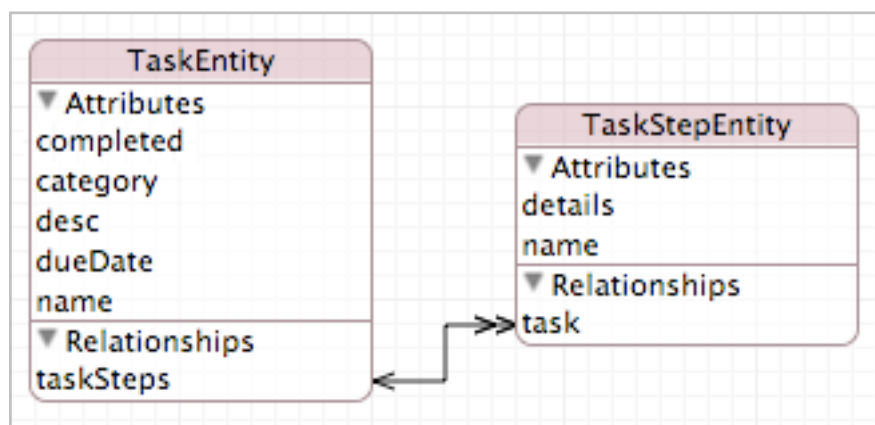 TaskEntity
Attributes
completed
category
desc
dueDate
name
Relationships
taskSteps
TaskStepEntity
Attributes
details
name
Relationships
task